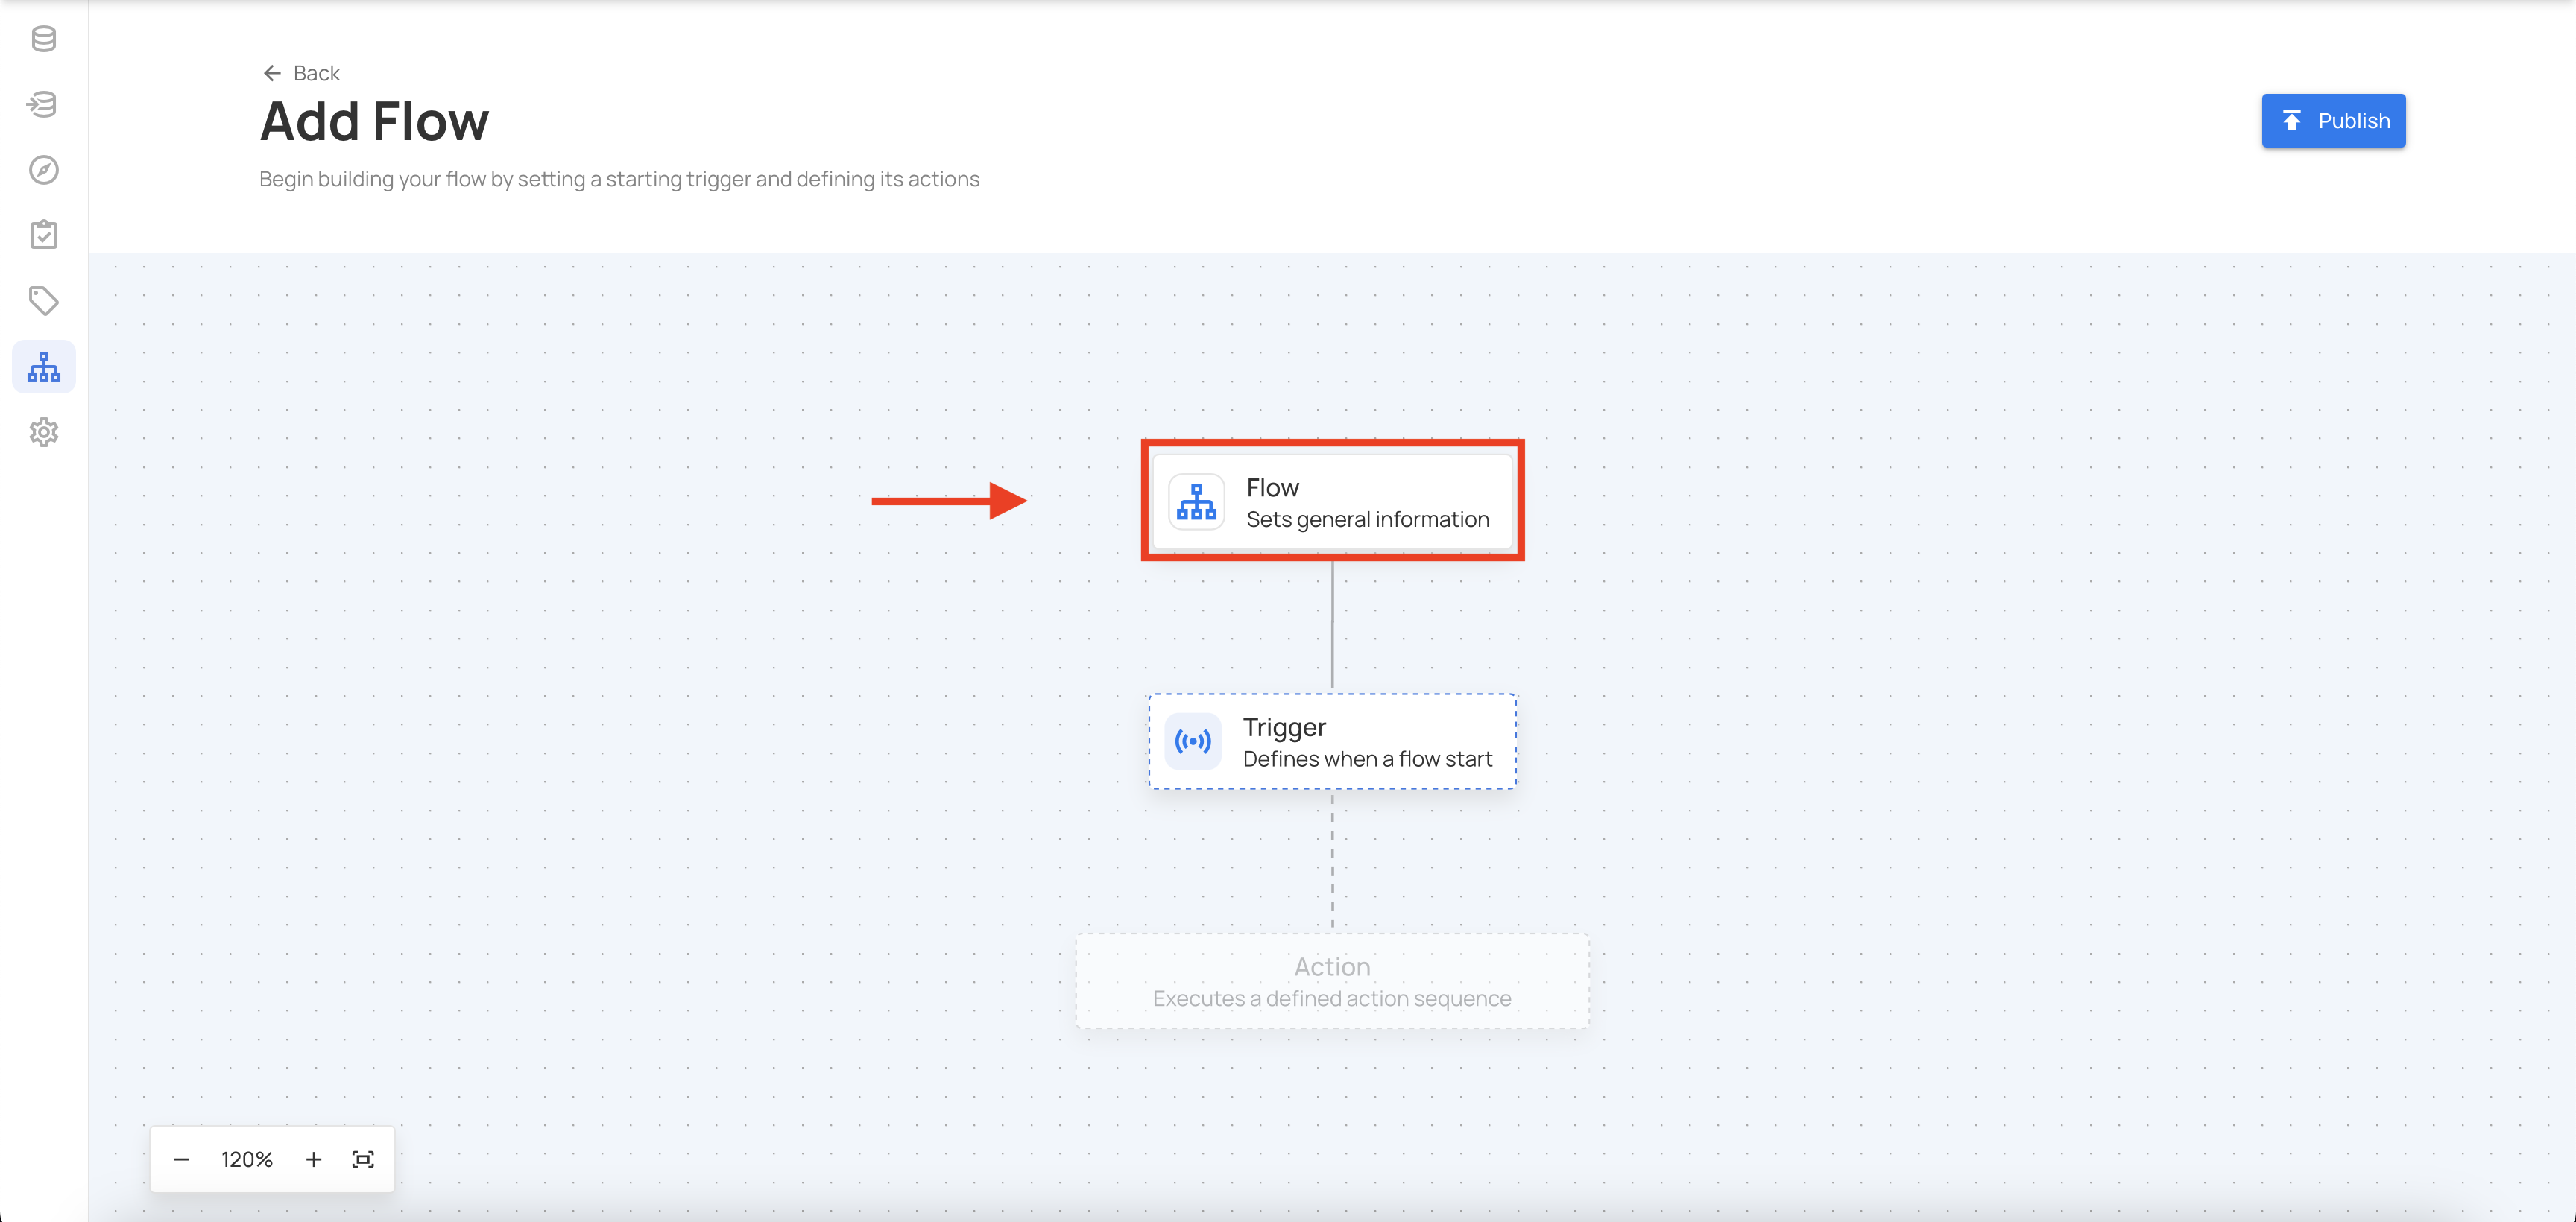 Back
Add Flow
Publish
Begin building your flow by setting a starting trigger and defining its actions
Flow
Sets general information
Trigger
Defines when a flow start
Action
Executes a defined action sequence
120%